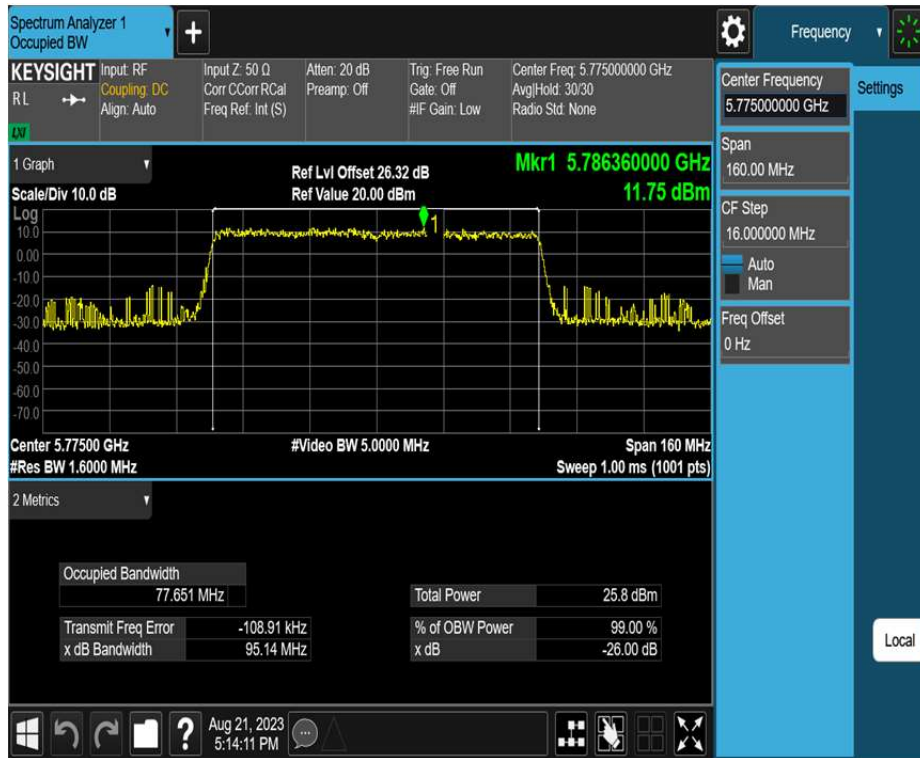 Spectrum Analyzer 1
Occupied BW
+
Frequency
KEYSIGHT
R L
LXI
Input: RF
Coupling: DC
Align: Auto
Input Z: 50 Ω
Corr CCorr RCal
Freq Ref: Int (S)
Atten: 20 dB
Preamp: Off
Trig: Free Run
Gate: Off
#IF Gain: Low
Center Freq: 5.775000000 GHz
Avg|Hold: 30/30
Radio Std: None
Center Frequency
5.775000000 GHz
Settings
Span
160.00 MHz
CF Step
16.000000 MHz
Auto
Man
Freq Offset
0 Hz
Local
1 Graph
Scale/Div 10.0 dB
Ref Lvl Offset 26.32 dB
Ref Value 20.00 dBm
Mkr1 5.786360000 GHz
11.75 dBm
Log
10.0
0.00
-10.0
-20.0
-30.0
-40.0
-50.0
-60.0
-70.0
1
Center 5.77500 GHz
#Video BW 5.0000 MHz
Span 160 MHz
#Res BW 1.6000 MHz
Sweep 1.00 ms (1001 pts)
2 Metrics
Occupied Bandwidth
77.651 MHz
Total Power 25.8 dBm
Transmit Freq Error -108.91 kHz
% of OBW Power 99.00 %
x dB Bandwidth 95.14 MHz
x dB -26.00 dB
?
Aug 21, 2023
5:14:11 PM